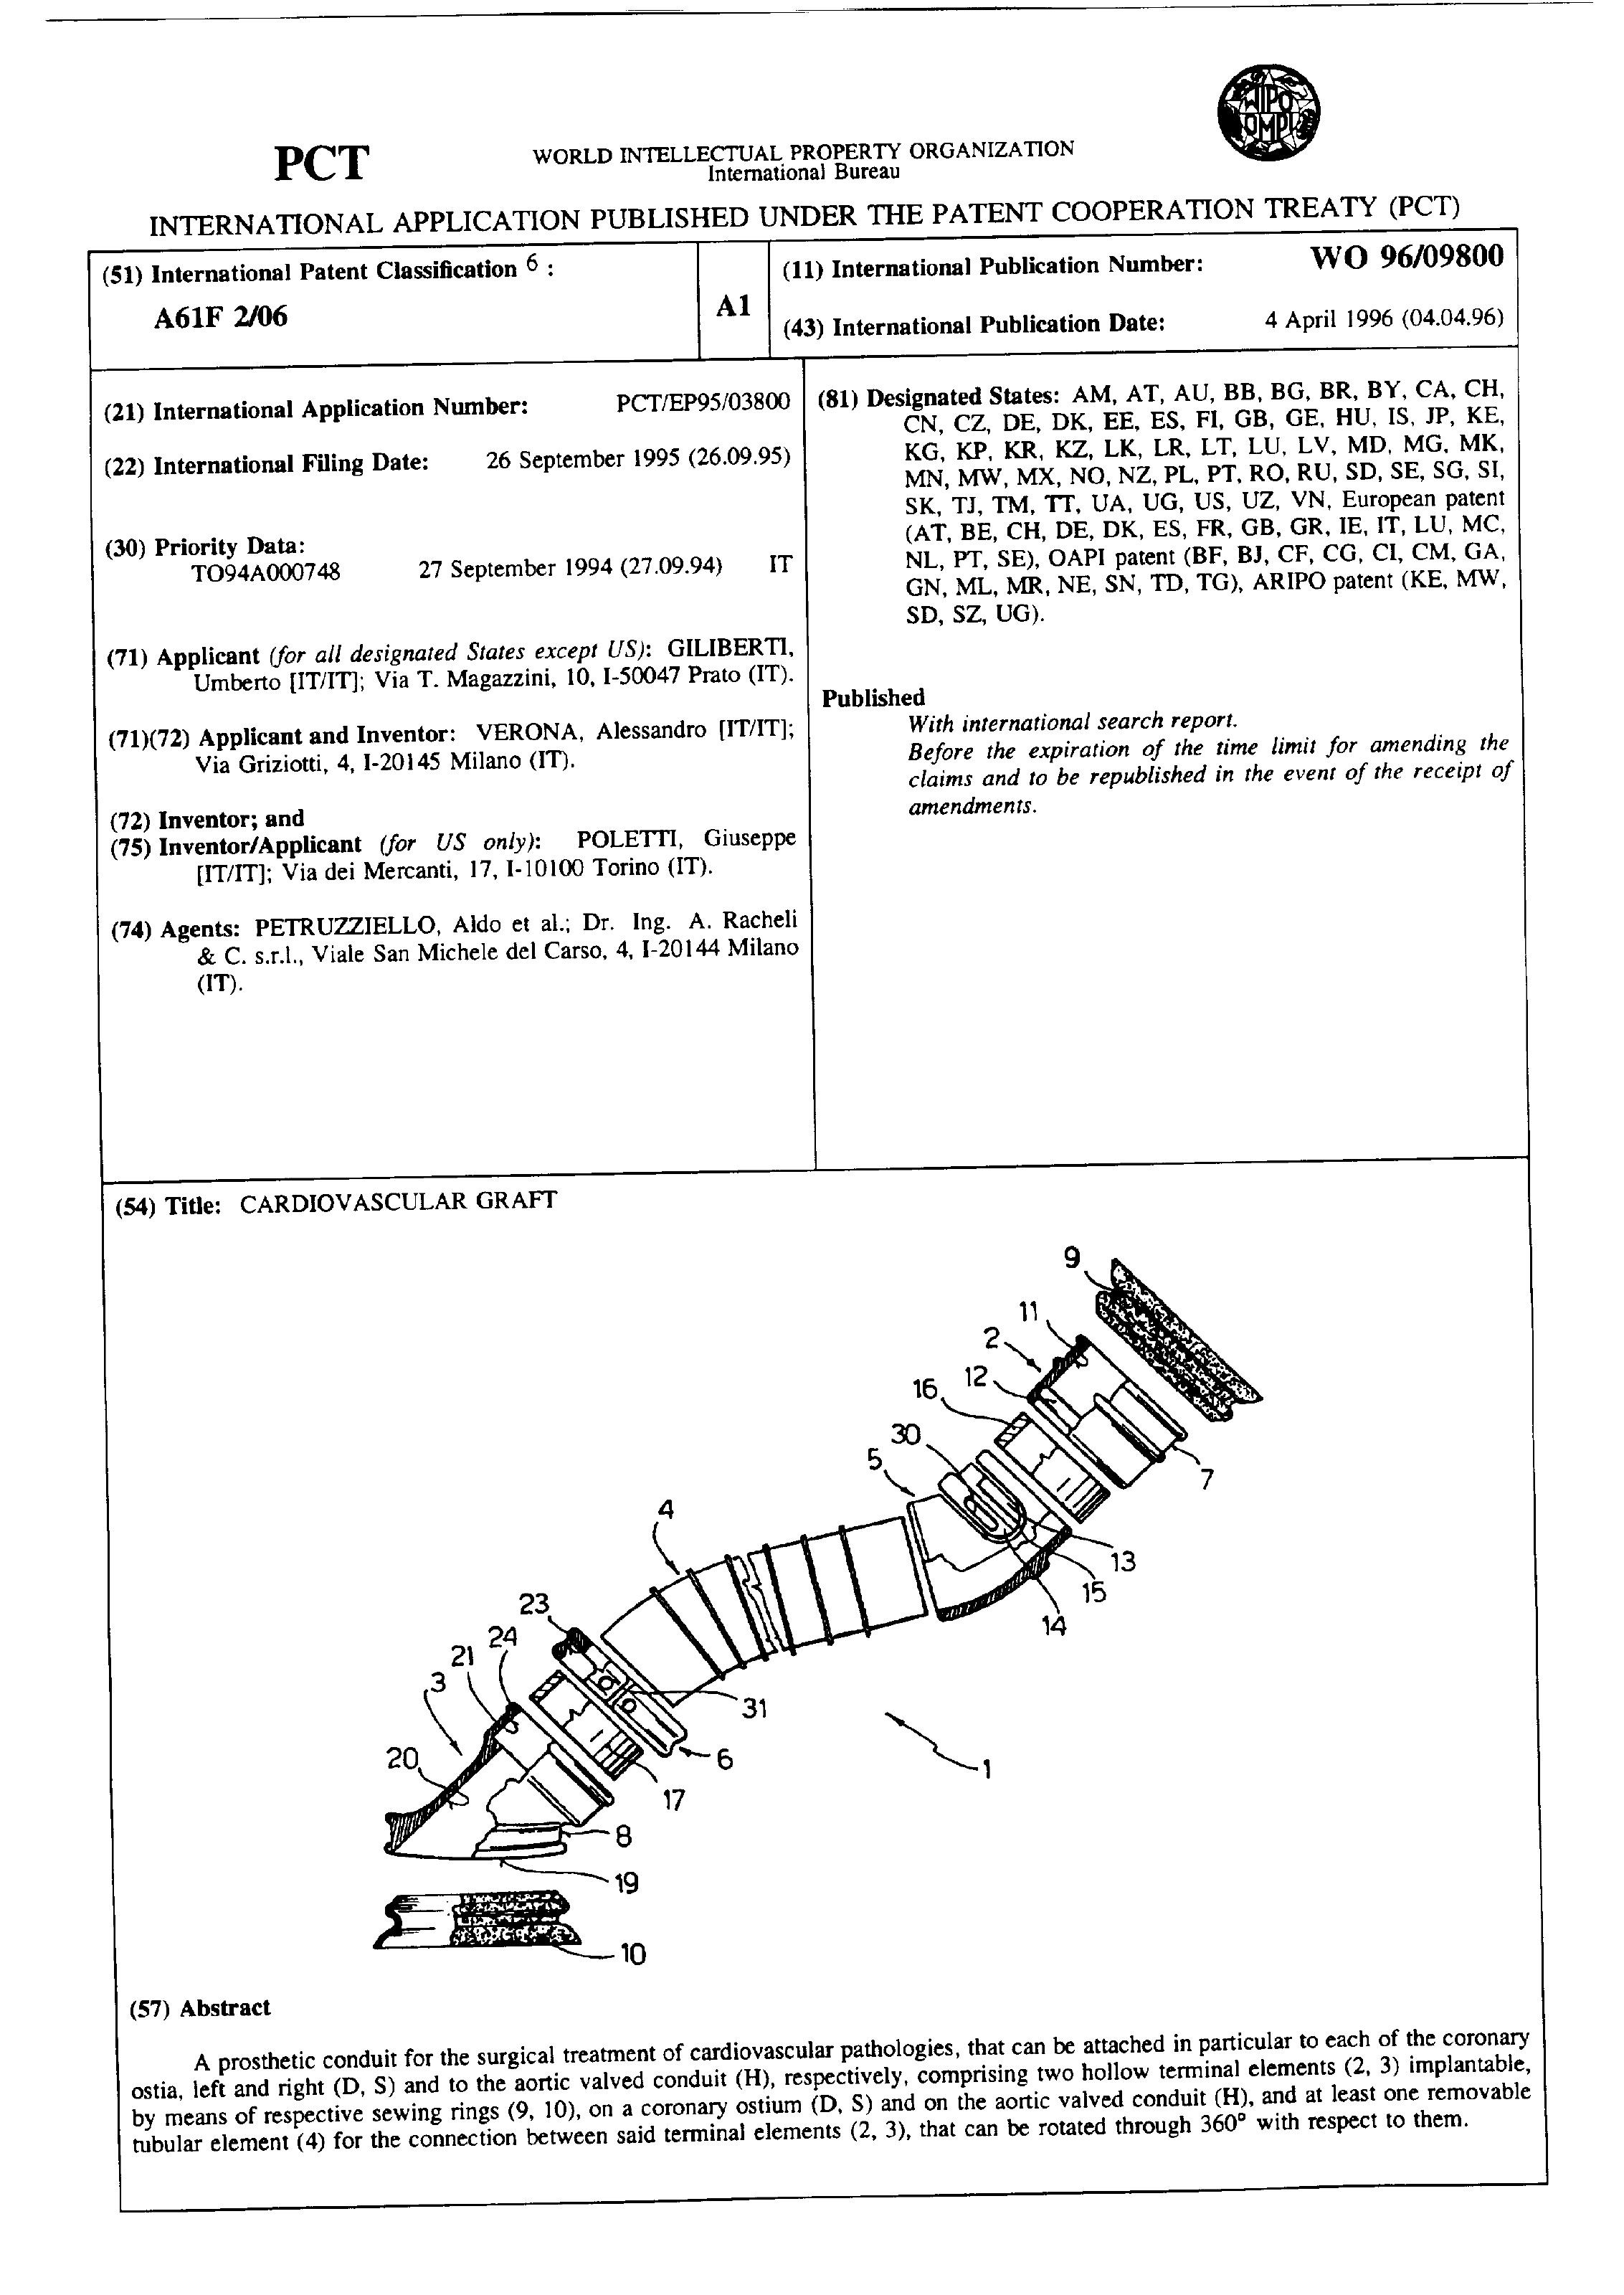 WIPO
OMPI
PCT
WORLD INTELLECTUAL PROPERTY ORGANIZATION
International Bureau
INTERNATIONAL APPLICATION PUBLISHED UNDER THE PATENT COOPERATION TREATY (PCT)
(51) International Patent Classification 6 :
A61F 2/06
A1
(11) International Publication Number:
WO 96/09800
(43) International Publication Date:
4 April 1996 (04.04.96)
(21) International Application Number:
PCT/EP95/03800
(22) International Filing Date:
26 September 1995 (26.09.95)
(30) Priority Data:
TO94A000748
27 September 1994 (27.09.94)
IT
(71) Applicant (for all designated States except US): GILIBERTI,
Umberto [IT/IT]; Via T. Magazzini, 10, I-50047 Prato (IT).
(71)(72) Applicant and Inventor: VERONA, Alessandro [IT/IT];
Via Griziotti, 4, I-20145 Milano (IT).
(72) Inventor; and
(75) Inventor/Applicant (for US only): POLETTI, Giuseppe
[IT/IT]; Via dei Mercanti, 17, I-10100 Torino (IT).
(74) Agents: PETRUZZIELLO, Aldo et al.; Dr. Ing. A. Racheli
& C. s.r.l., Viale San Michele del Carso, 4, I-20144 Milano
(IT).
(81) Designated States: AM, AT, AU, BB, BG, BR, BY, CA, CH,
CN, CZ, DE, DK, EE, ES, FI, GB, GE, HU, IS, JP, KE,
KG, KP, KR, KZ, LK, LR, LT, LU, LV, MD, MG, MK,
MN, MW, MX, NO, NZ, PL, PT, RO, RU, SD, SE, SG, SI,
SK, TJ, TM, TT, UA, UG, US, UZ, VN, European patent
(AT, BE, CH, DE, DK, ES, FR, GB, GR, IE, IT, LU, MC,
NL, PT, SE), OAPI patent (BF, BJ, CF, CG, CI, CM, GA,
GN, ML, MR, NE, SN, TD, TG), ARIPO patent (KE, MW,
SD, SZ, UG).
Published
With international search report.
Before the expiration of the time limit for amending the
claims and to be republished in the event of the receipt of
amendments.
(54) Title: CARDIOVASCULAR GRAFT
9
11
2
12
16
30
5
7
4
13
15
14
23
24
21
3
31
20
6
1
17
8
19
10
(57) Abstract
A prosthetic conduit for the surgical treatment of cardiovascular pathologies, that can be attached in particular to each of the coronary
ostia, left and right (D, S) and to the aortic valved conduit (H), respectively, comprising two hollow terminal elements (2, 3) implantable,
by means of respective sewing rings (9, 10), on a coronary ostium (D, S) and on the aortic valved conduit (H), and at least one removable
tubular element (4) for the connection between said terminal elements (2, 3), that can be rotated through 360° with respect to them.